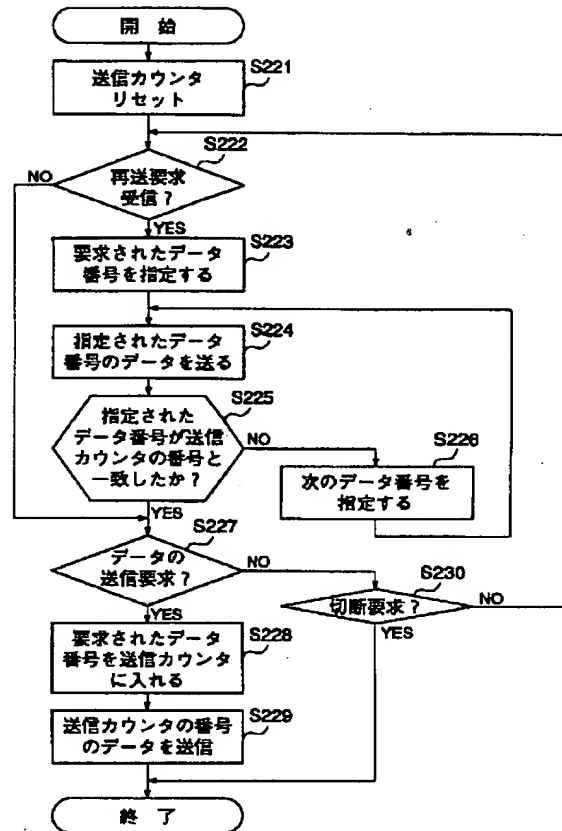 開始
S221
送信カウンタ
リセット
S222
NO
再送要求
受信?
YES
S223
要求されたデータ
番号を指定する
S224
指定されたデータ
番号のデータを送る
S225
指定された
データ番号が送信
カウンタの番号と
一致したか?
NO
S226
次のデータ番号を
指定する
YES
S227
データの
送信要求?
NO
S230
切断要求?
NO
YES
YES
S228
要求されたデータ
番号を送信カウンタ
に入れる
S229
送信カウンタの番号
のデータを送信
終了